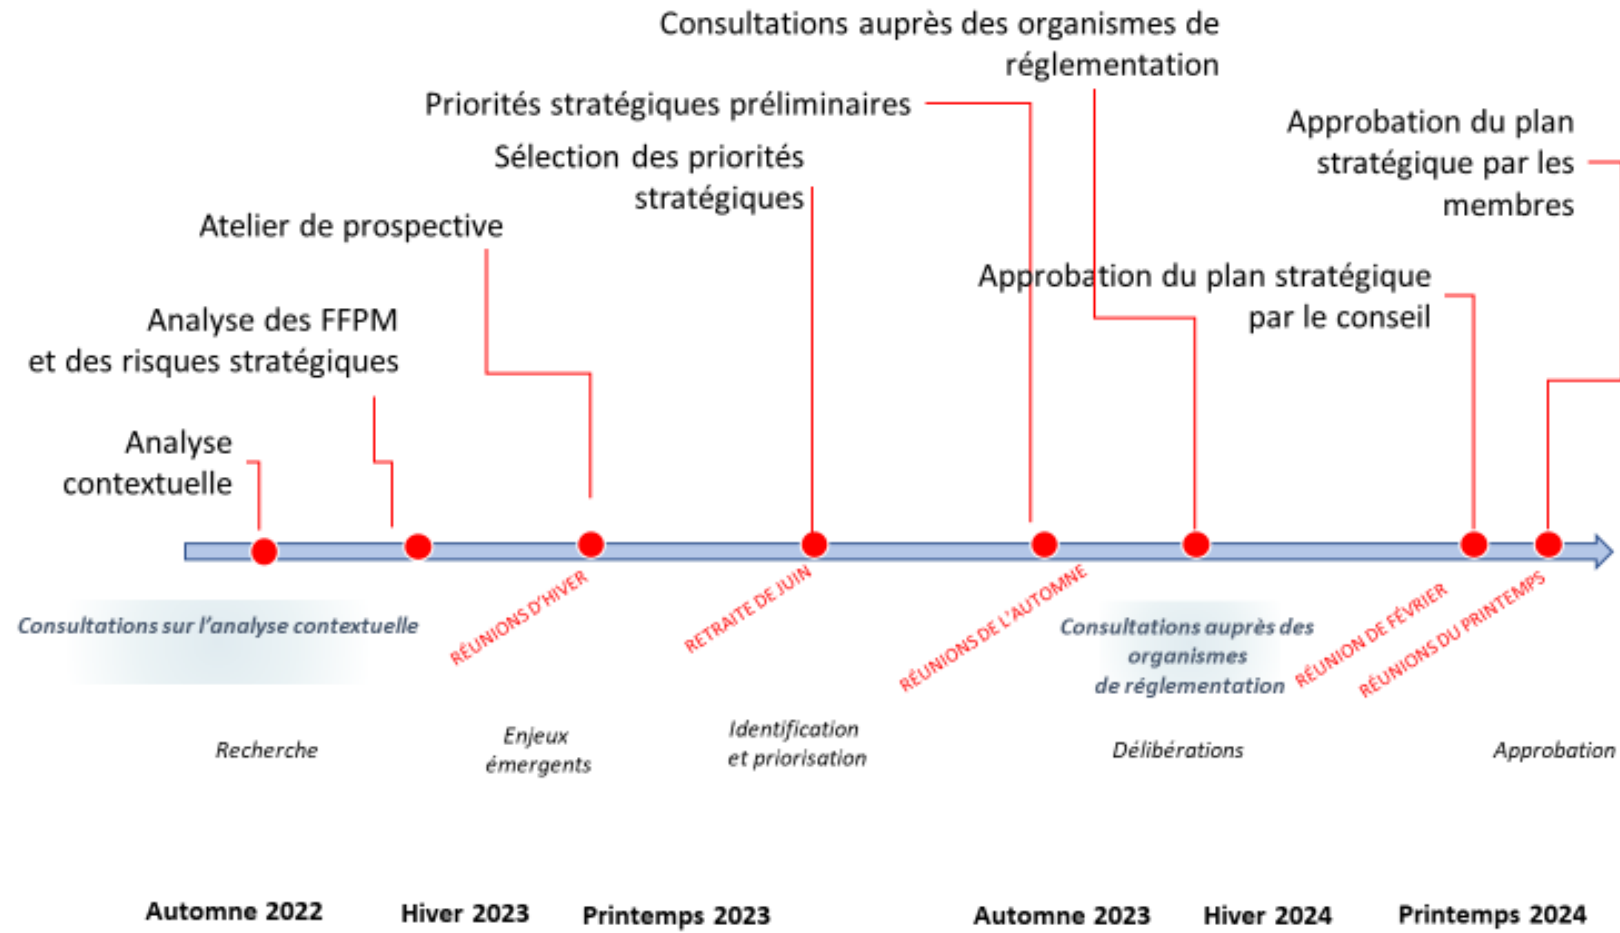 Consultations auprès des organismes de
réglementation
Priorités stratégiques préliminaires
Approbation du plan
stratégique par les
membres
Sélection des priorités
stratégiques
Atelier de prospective
Approbation du plan stratégique
par le conseil
Analyse des FFPM
et des risques stratégiques
Analyse
contextuelle
RÉUNIONS D'HIVER
RETRAITE DE JUIN
RÉUNIONS DE L'AUTOMNE
RÉUNION DE FÉVRIER
RÉUNIONS DU PRINTEMPS
Consultations sur l'analyse contextuelle
Consultations auprès des
organismes
de réglementation
Recherche
Enjeux
émergents
Identification
et priorisation
Délibérations
Approbation
Automne 2022
Hiver 2023
Printemps 2023
Automne 2023
Hiver 2024
Printemps 2024